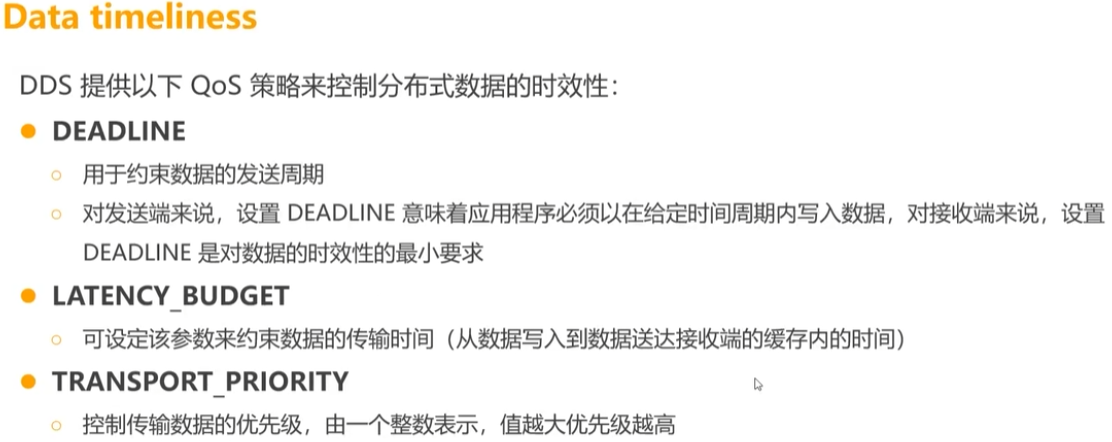 Data timeliness
DDS 提供以下 QoS 策略来控制分布式数据的时效性：
DEADLINE
用于约束数据的发送周期
对发送端来说，设置 DEADLINE 意味着应用程序必须以在给定时间周期内写入数据，对接收端来说，设置
DEADLINE 是对数据的时效性的最小要求
LATENCY_BUDGET
可设定该参数来约束数据的传输时间（从数据写入到数据送达接收端的缓存内的时间）
TRANSPORT_PRIORITY
控制传输数据的优先级，由一个整数表示，值越大优先级越高